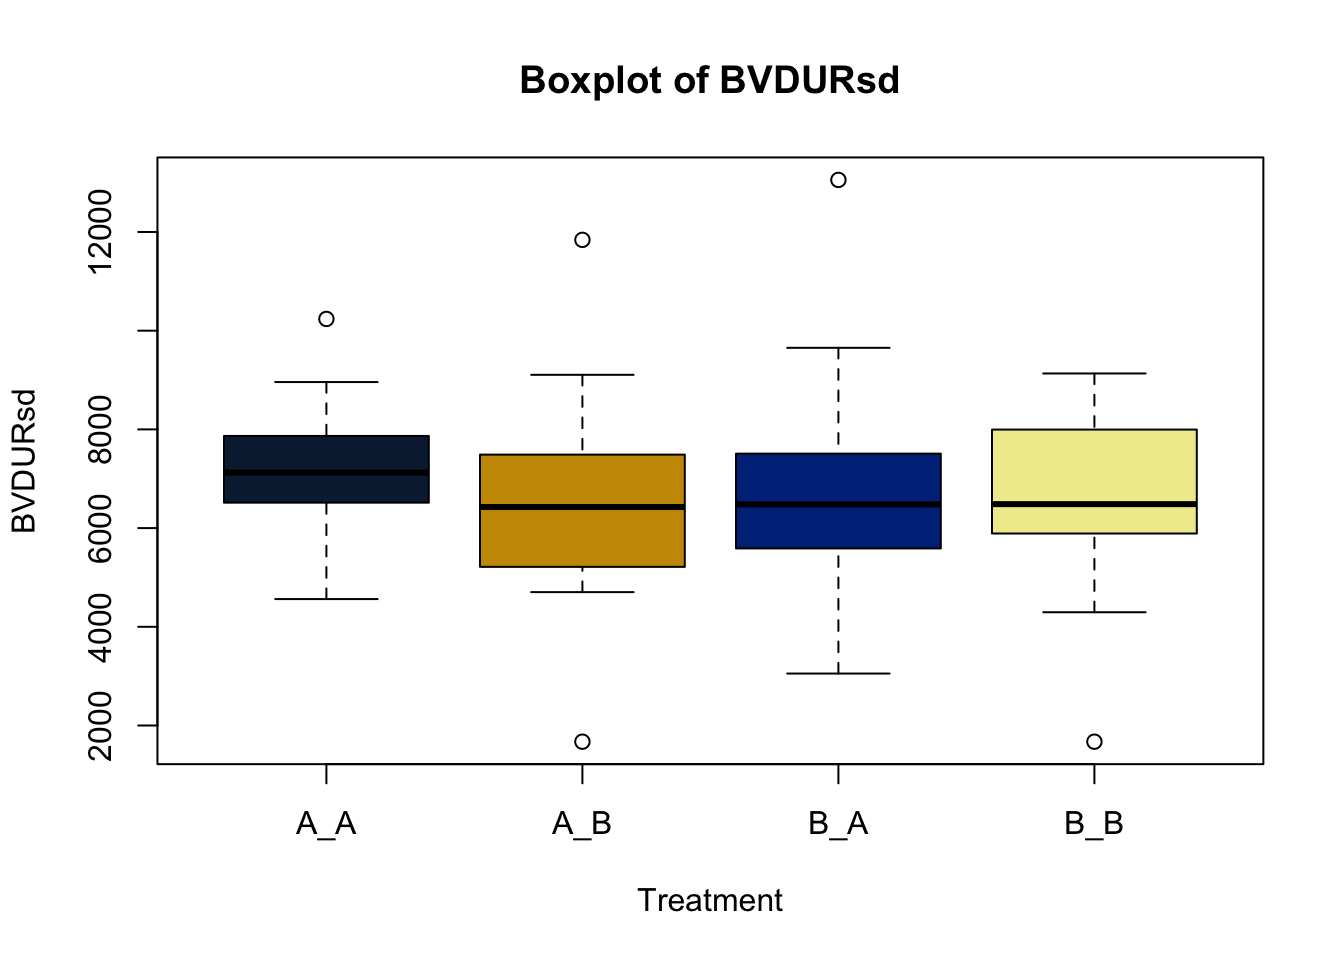 Boxplot of BVDURsd
BVDURsd
12000
8000
6000
4000
2000
A_A A_B B_A B_B
Treatment